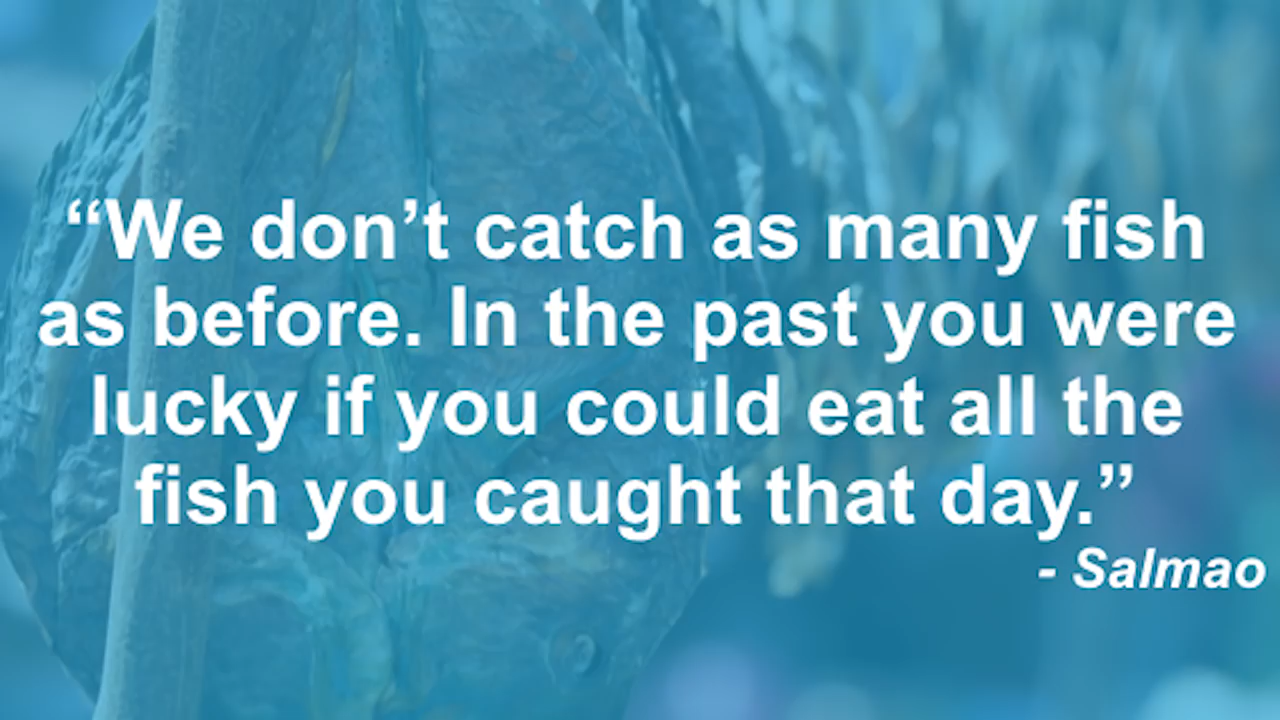 “We don’t catch as many fish
as before. In the past you were
lucky if you could eat all the
fish you caught that day.”
- Salmao